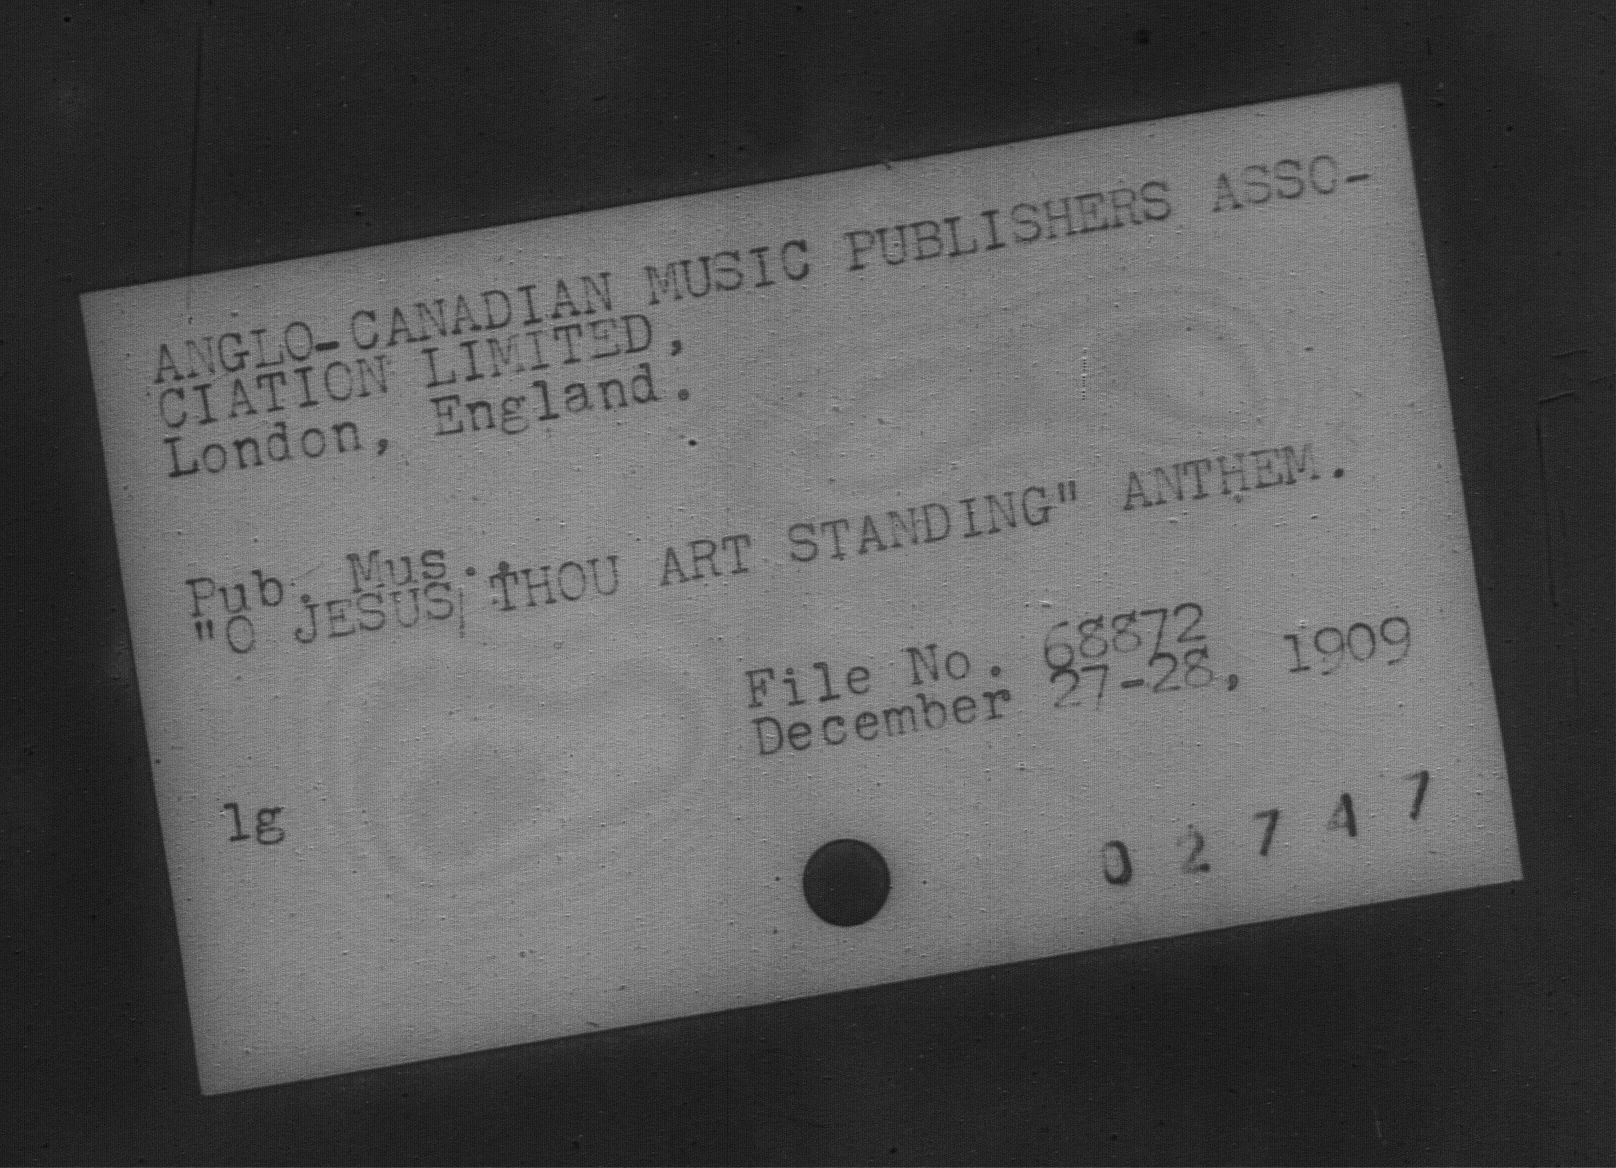 ANGLO-CANADIAN MUSIC PUBLISHERS ASSO-
CIATION LIMITED,
London, England.
Pub. Mus.
"O JESUS, THOU ART STANDING" ANTHEM.
File No. 68872
December 27-28, 1909
lg
0 2 7 4 7